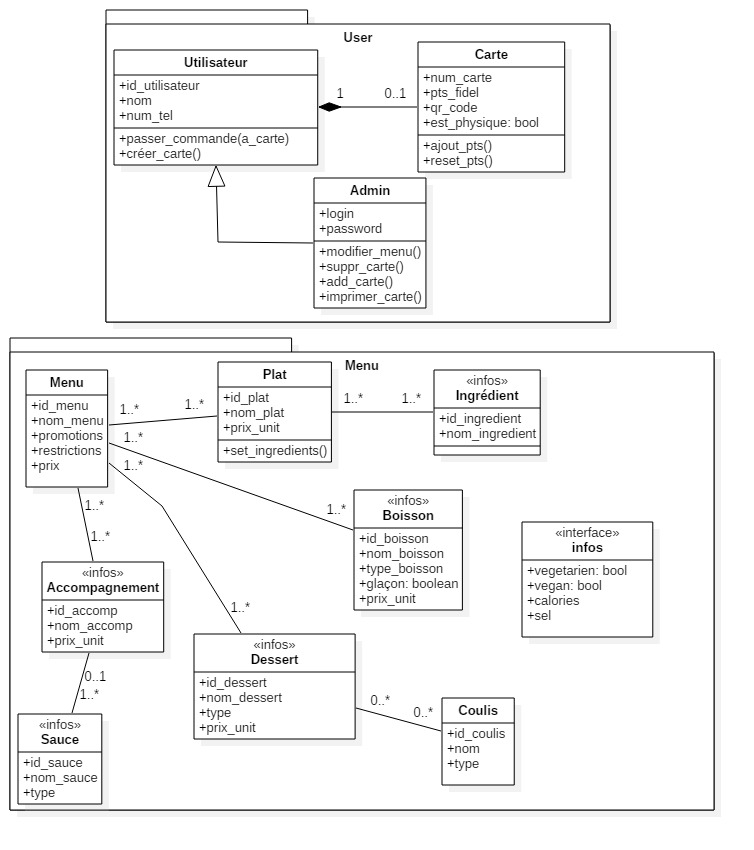 User
Utilisateur
+id_utilisateur
+nom
+num_tel
+passer_commande(a_carte)
+créer_carte()
1
0..1
Carte
+num_carte
+pts_fidel
+qr_code
+est_physique: bool
+ajout_pts()
+reset_pts()
Admin
+login
+password
+modifier_menu()
+suppr_carte()
+add_carte()
+imprimer_carte()
Menu
Menu
+id_menu
+nom_menu
+promotions
+restrictions
+prix
1..*
1..*
1..*
1..*
Plat
+id_plat
+nom_plat
+prix_unit
+set_ingredients()
1..*
1..*
«infos»
Ingrédient
+id_ingredient
+nom_ingredient
1..*
1..*
«infos»
Boisson
+id_boisson
+nom_boisson
+type_boisson
+glaçon: boolean
+prix_unit
«interface»
infos
+vegetarien: bool
+vegan: bool
+calories
+sel
1..*
«infos»
Accompagnement
+id_accomp
+nom_accomp
+prix_unit
1..*
«infos»
Dessert
+id_dessert
+nom_dessert
+type
+prix_unit
0..1
1..*
«infos»
Sauce
+id_sauce
+nom_sauce
+type
0..*
0..*
Coulis
+id_coulis
+nom
+type